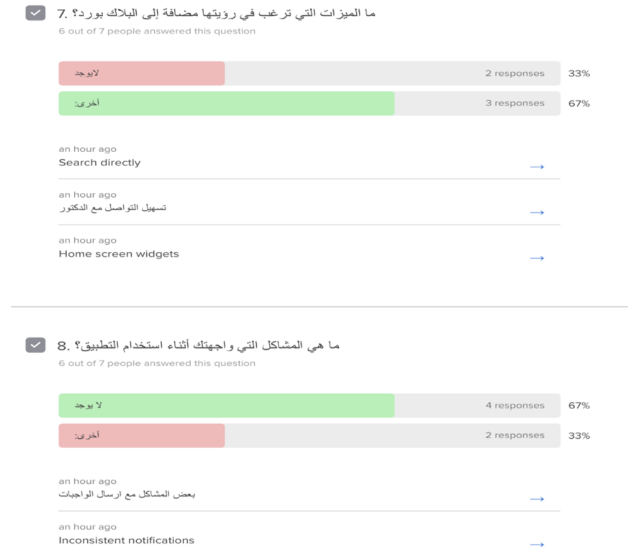 7. ما الميزات التي ترغب في رؤيتها مضافة إلى البلاك بورد؟
6 out of 7 people answered this question
لايوجد 2 responses 33%
أخرى: 3 responses 67%
an hour ago
Search directly
an hour ago
تسهيل التواصل مع الدكتور
an hour ago
Home screen widgets
8. ما هي المشاكل التي واجهتك أثناء استخدام التطبيق؟
6 out of 7 people answered this question
لا يوجد 4 responses 67%
أخرى: 2 responses 33%
an hour ago
بعض المشاكل مع ارسال الواجبات
an hour ago
Inconsistent notifications